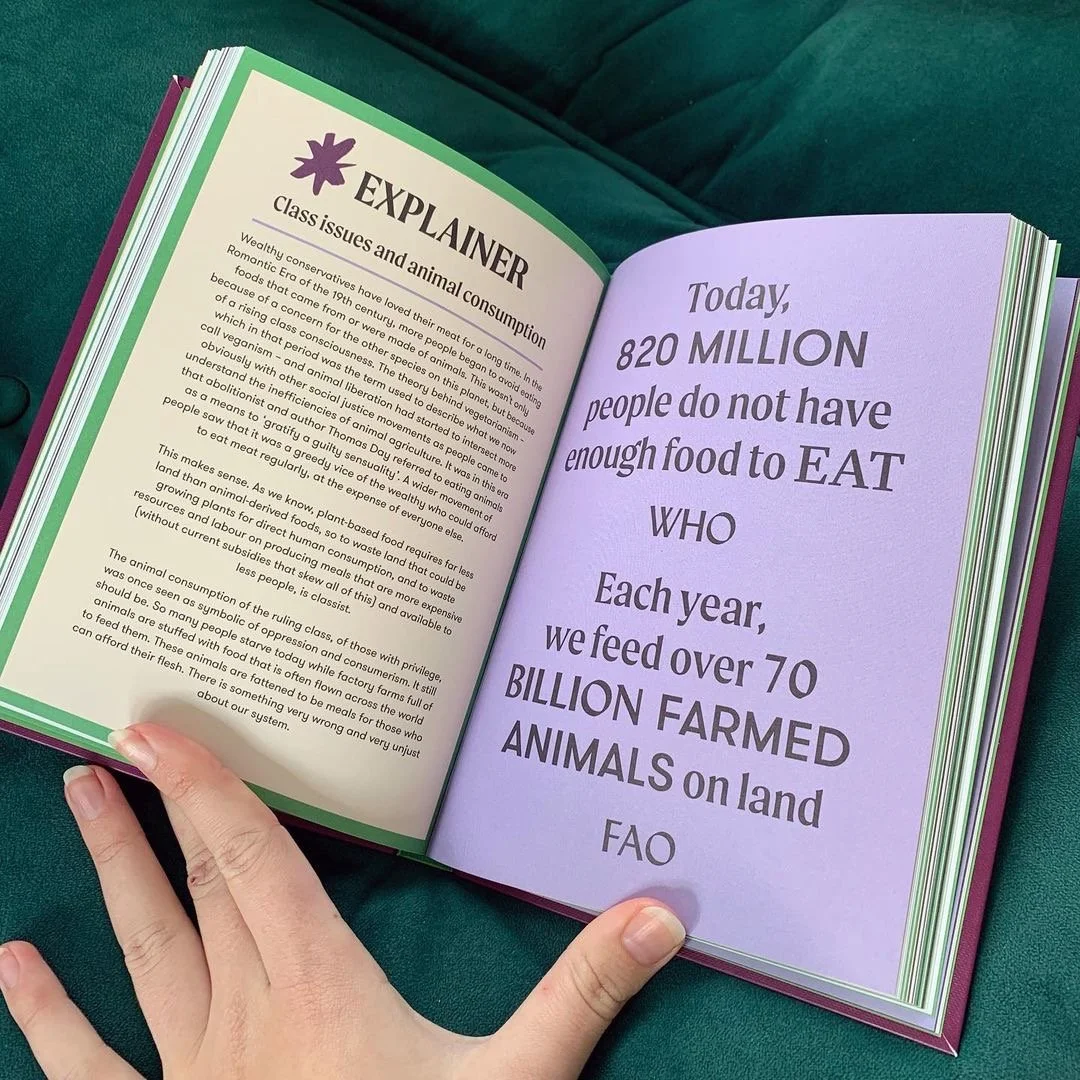 EXPLAINER
Class issues and animal consumption
Wealthy conservatives have loved their meat for a long time. In the
Romantic Era of the 19th century, more people began to avoid eating
foods that came from or were made of animals. This wasn't only
because of a concern for the other species on this planet, but because
of a rising class consciousness. The theory behind vegetarianism –
which in that period was the term used to describe what we now
call veganism – and animal liberation had started to intersect more
obviously with other social justice movements as people came to
understand the inefficiencies of animal agriculture. It was in this era
that abolitionist and author Thomas Day referred to eating animals
as a means to 'gratify a guilty sensuality'. A wider movement of
people saw that it was a greedy vice of the wealthy who could afford
to eat meat regularly, at the expense of everyone else.
This makes sense. As we know, plant-based food requires far less
land than animal-derived foods, so to waste land that could be
growing plants for direct human consumption, and to waste
resources and labour on producing meals that are more expensive
(without current subsidies that skew all of this) and available to
less people, is classist.
The animal consumption of the ruling class, of those with privilege,
was once seen as symbolic of oppression and consumerism. It still
should be. So many people starve today while factory farms full of
animals are stuffed with food that is often flown across the world
to feed them. These animals are fattened to be meals for those who
can afford their flesh. There is something very wrong and very unjust
about our system.
Today,
820 MILLION
people do not have
enough food to EAT
WHO
Each year,
we feed over 70
BILLION FARMED
ANIMALS on land
FAO